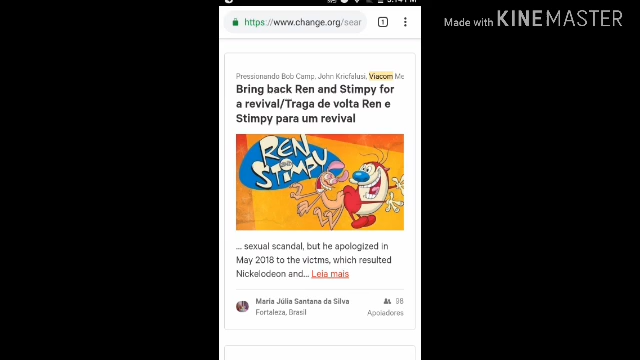 Made with KINEMASTER
https://www.change.org/sear
1
Pressionando Bob Camp, John Kricfalusi, Viacom Me
Bring back Ren and Stimpy for
a revival/Traga de volta Ren e
Stimpy para um revival
REN
AND
STIMPY
... sexual scandal, but he apologized in
May 2018 to the victms, which resulted
Nickelodeon and... Leia mais
Maria Júlia Santana da Silva
Fortaleza, Brasil
Apoiadores